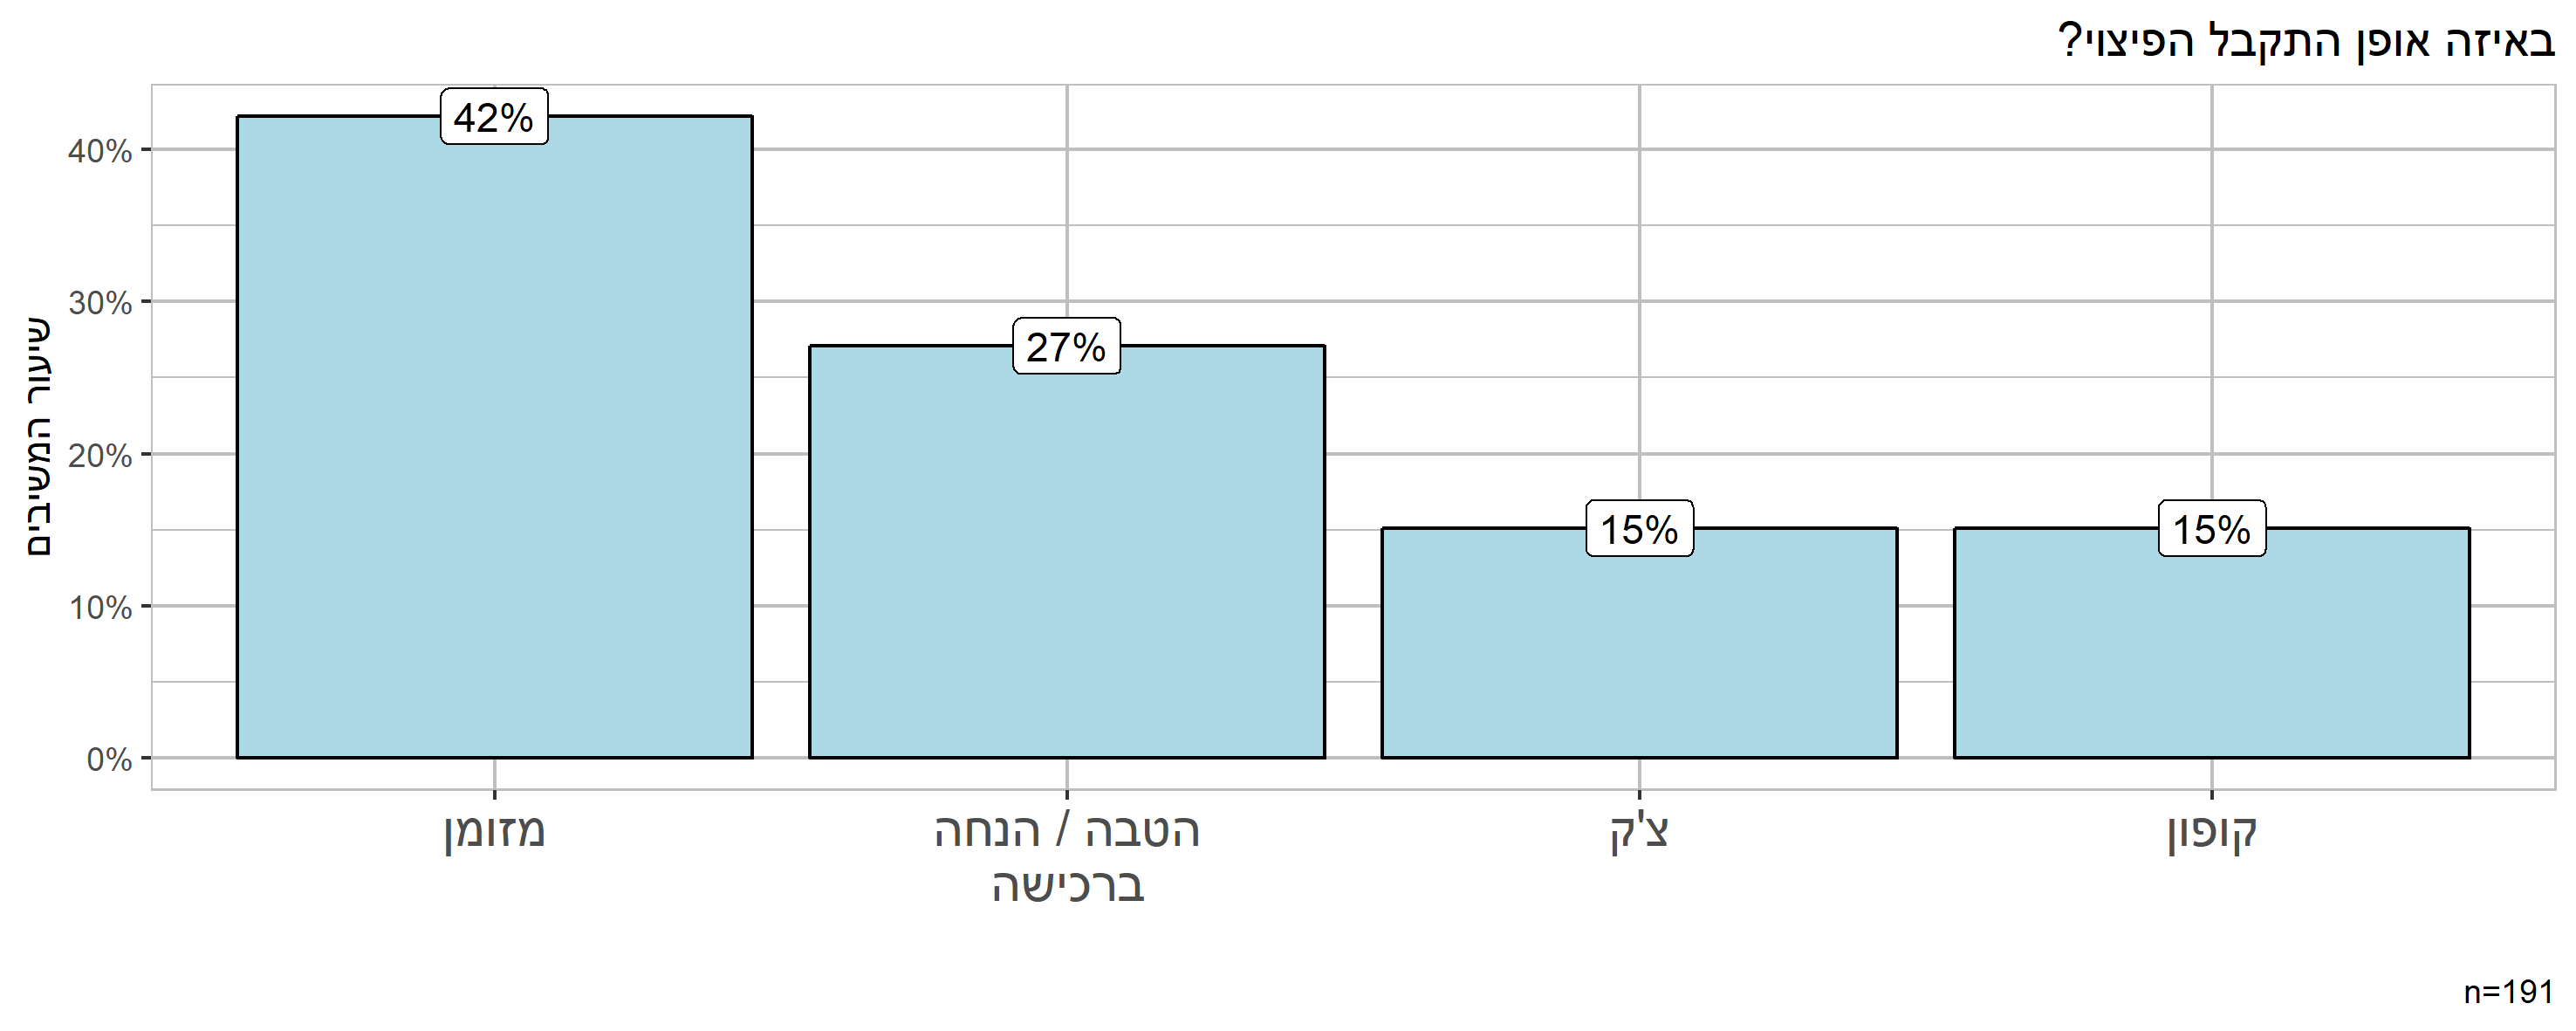 באיזה אופן התקבל הפיצוי?
שיעור המשיבים
40%
30%
20%
10%
0%
42%
27%
15%
15%
מזומן
הטבה / הנחה
ברכישה
צ'ק
קופון
n=191